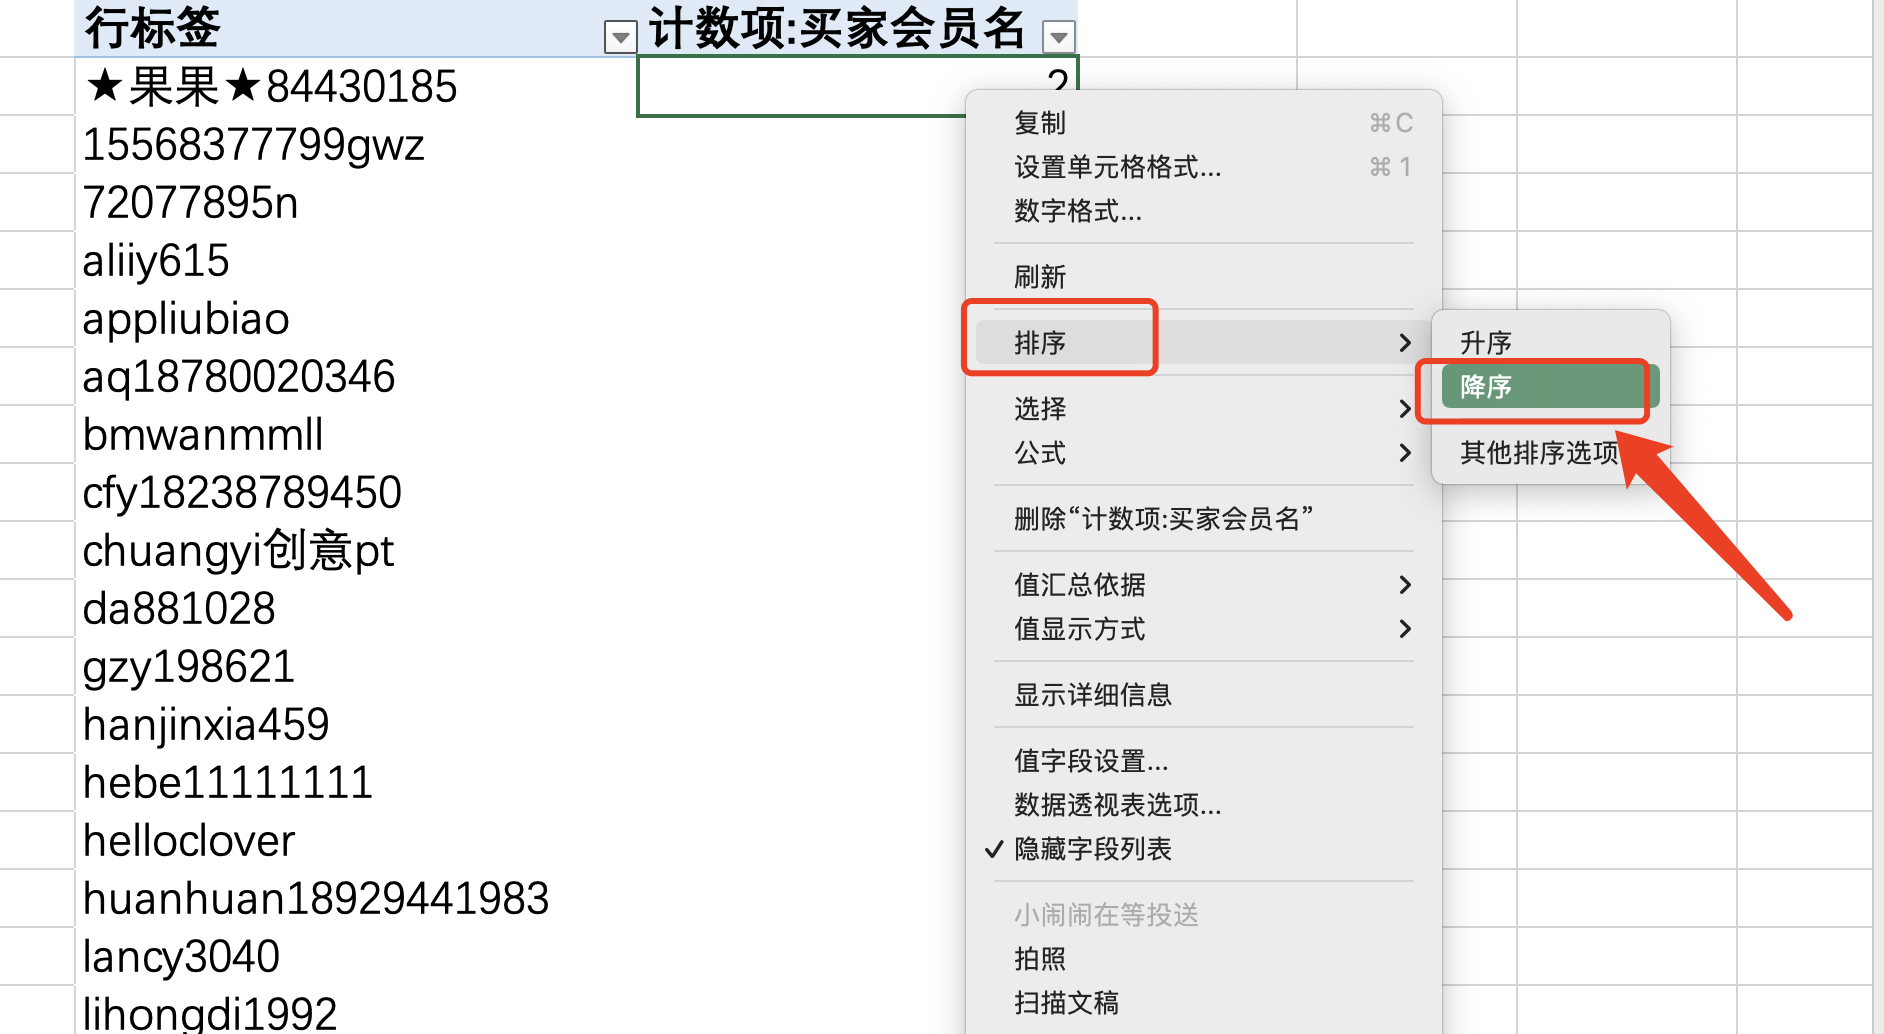 行标签
计数项:买家会员名
★果果★84430185
2
15568377799gwz
72077895n
aliiy615
appliubiao
aq18780020346
bmwanmmll
cfy18238789450
chuangyi创意pt
da881028
gzy198621
hanjinxia459
hebe11111111
helloclover
huanhuan18929441983
lancy3040
lihongdi1992
复制 ⌘C
设置单元格格式... ⌘1
数字格式...
刷新
排序
选择
公式
删除“计数项:买家会员名”
值汇总依据
值显示方式
显示详细信息
值字段设置...
数据透视表选项...
✓ 隐藏字段列表
小闹闹在等投送
拍照
扫描文稿
升序
降序
其他排序选项